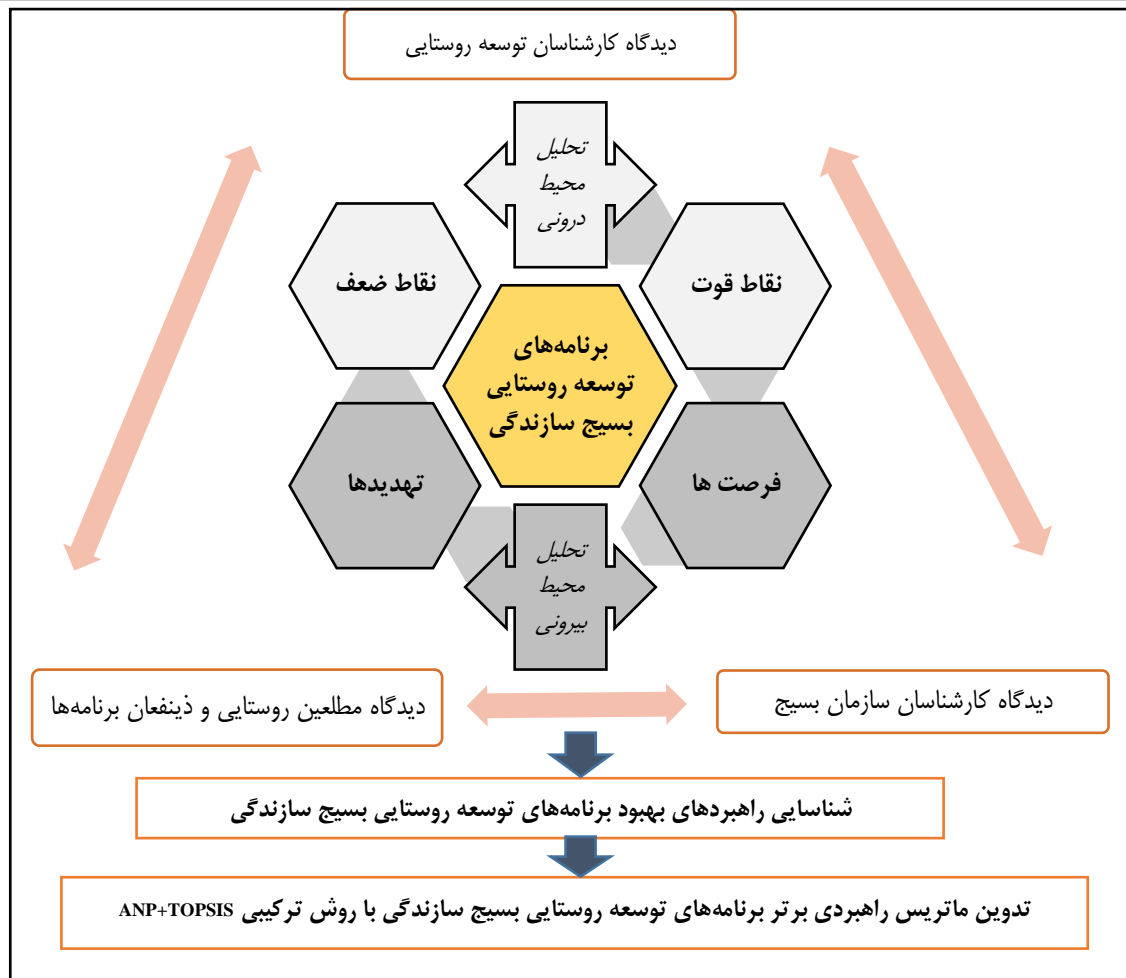 دیدگاه کارشناسان توسعه روستایی
تحلیل
محیط
درونی
نقاط قوت
نقاط ضعف
برنامه‌های
توسعه روستایی
بسیج سازندگی
فرصت ها
تهدیدها
تحلیل
محیط
بیرونی
دیدگاه کارشناسان سازمان بسیج
دیدگاه مطلعین روستایی و ذینفعان برنامه‌ها
شناسایی راهبردهای بهبود برنامه‌های توسعه روستایی بسیج سازندگی
تدوین ماتریس راهبردی برتر برنامه‌های توسعه روستایی بسیج سازندگی با روش ترکیبی ANP+TOPSIS